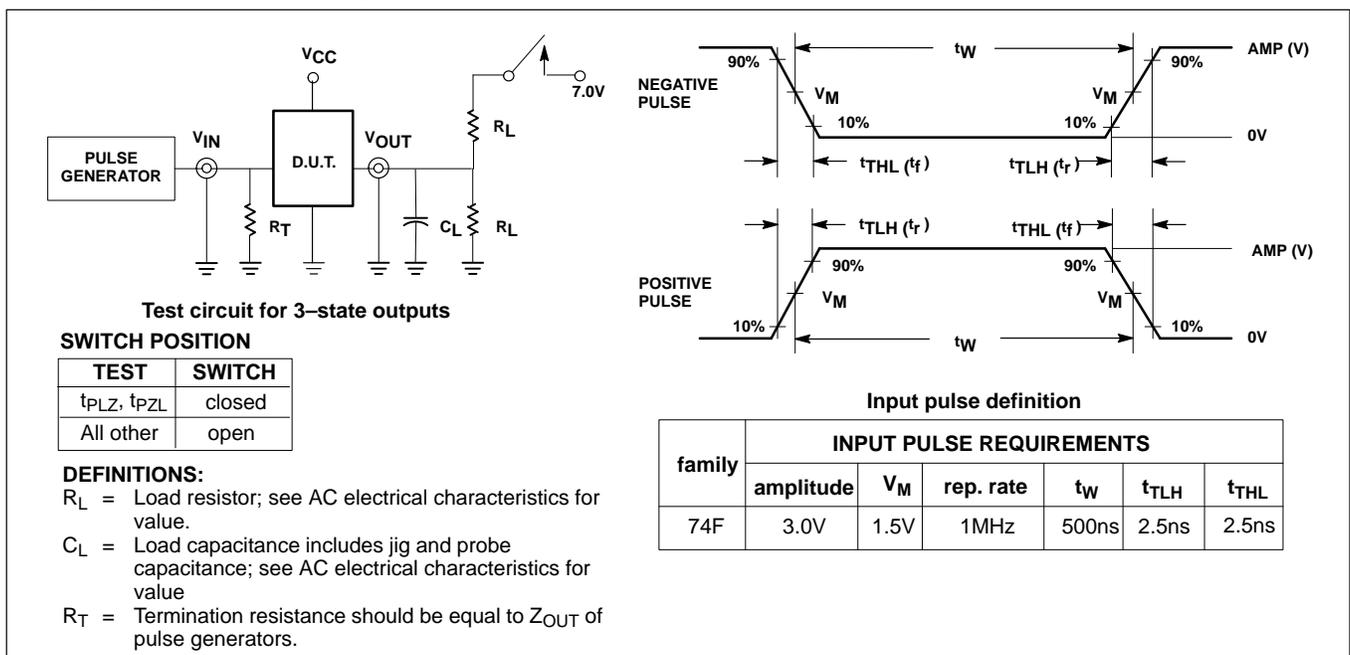 VCC
7.0V
RL
VIN
VOUT
PULSE
GENERATOR
D.U.T.
RT
CL
RL
Test circuit for 3–state outputs
SWITCH POSITION
TEST SWITCH
tPLZ, tPZL closed
All other open
DEFINITIONS:
RL = Load resistor; see AC electrical characteristics for
value.
CL = Load capacitance includes jig and probe
capacitance; see AC electrical characteristics for
value
RT = Termination resistance should be equal to ZOUT of
pulse generators.
tW
AMP (V)
90%
90%
NEGATIVE
PULSE
VM
VM
10%
10%
0V
tTHL (tf)
tTLH (tr)
tTLH (tr)
tTHL (tf)
AMP (V)
90%
90%
POSITIVE
PULSE
VM
VM
10%
10%
tW
0V
Input pulse definition
family
INPUT PULSE REQUIREMENTS
amplitude VM rep. rate tW tTLH tTHL
74F 3.0V 1.5V 1MHz 500ns 2.5ns 2.5ns